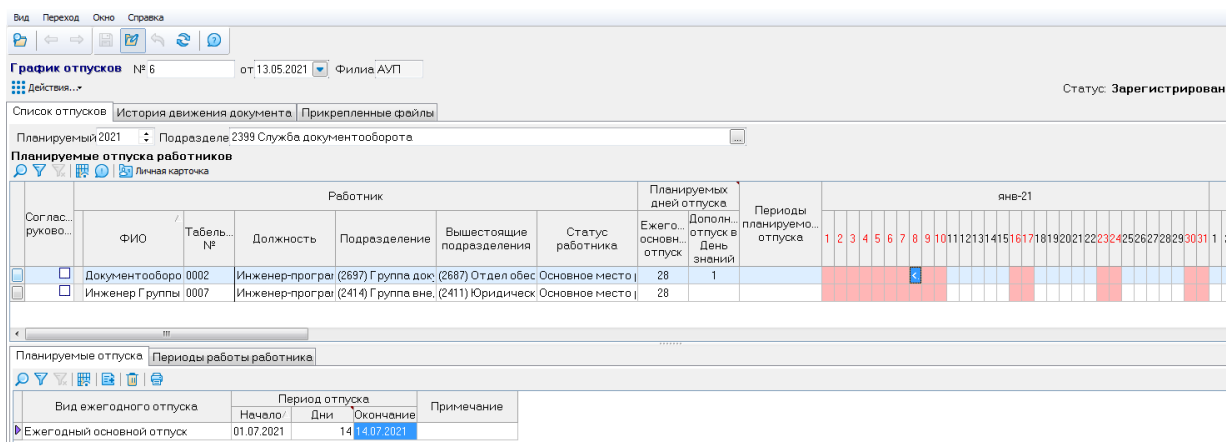 Вид Переход Окно Справка
График отпусков № 6 от 13.05.2021 Филиа АУП
Действия...
Статус: Зарегистрирован
Список отпусков История движения документа Прикрепленные файлы
Планируемый 2021 Подразделе 2399 Служба документооборота ...
Планируемые отпуска работников
Личная карточка
Соглас... руково...
Работник
Планируемых дней отпуска
Периоды планируемо... отпуска
янв-21
ФИО Табель... № Должность Подразделение Вышестоящие подразделения Статус работника Ежего... основн... отпуск Дополн... отпуск в День знаний 1 2 3 4 5 6 7 8 9 10 11 12 13 14 15 16 17 18 19 20 21 22 23 24 25 26 27 28 29 30 31 1
Документооборо 0002 Инженер-програ (2697) Группа док (2687) Отдел обес Основное место 28 1 <
Инженер Группы 0007 Инженер-програ (2414) Группа вне, (2411) Юридическ Основное место 28
Планируемые отпуска Периоды работы работника
Вид ежегодного отпуска Период отпуска Примечание
Начало Дни Окончание
Ежегодный основной отпуск 01.07.2021 14 14.07.2021